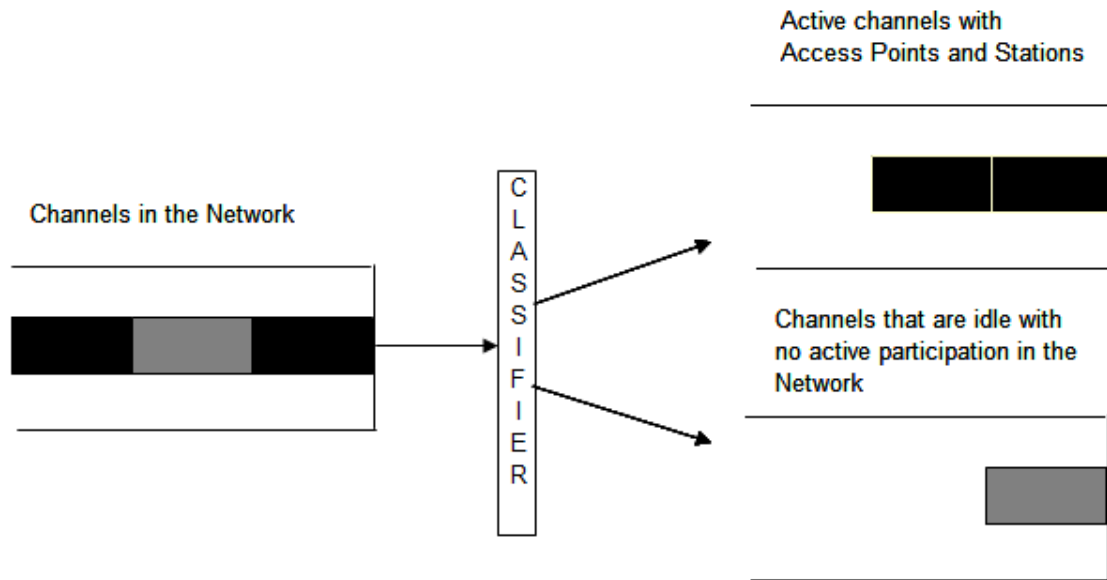 Active channels with
Access Points and Stations
Channels in the Network
C
L
A
S
S
I
F
I
E
R
Channels that are idle with
no active participation in the
Network